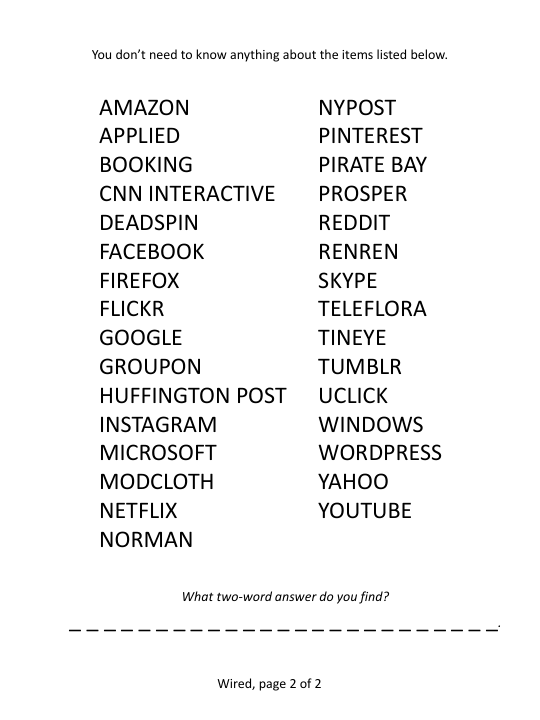 You don't need to know anything about the items listed below.
AMAZON
APPLIED
BOOKING
CNN INTERACTIVE
DEADSPIN
FACEBOOK
FIREFOX
FLICKR
GOOGLE
GROUPON
HUFFINGTON POST
INSTAGRAM
MICROSOFT
MODCLOTH
NETFLIX
NORMAN
NYPOST
PINTEREST
PIRATE BAY
PROSPER
REDDIT
RENREN
SKYPE
TELEFLORA
TINEYE
TUMBLR
UCLICK
WINDOWS
WORDPRESS
YAHOO
YOUTUBE
What two-word answer do you find?
_ _ _ _ _ _ _ _ _ _ _ _ _ _ _ _ _ _ _ _ _ _ _ _ _.
Wired, page 2 of 2